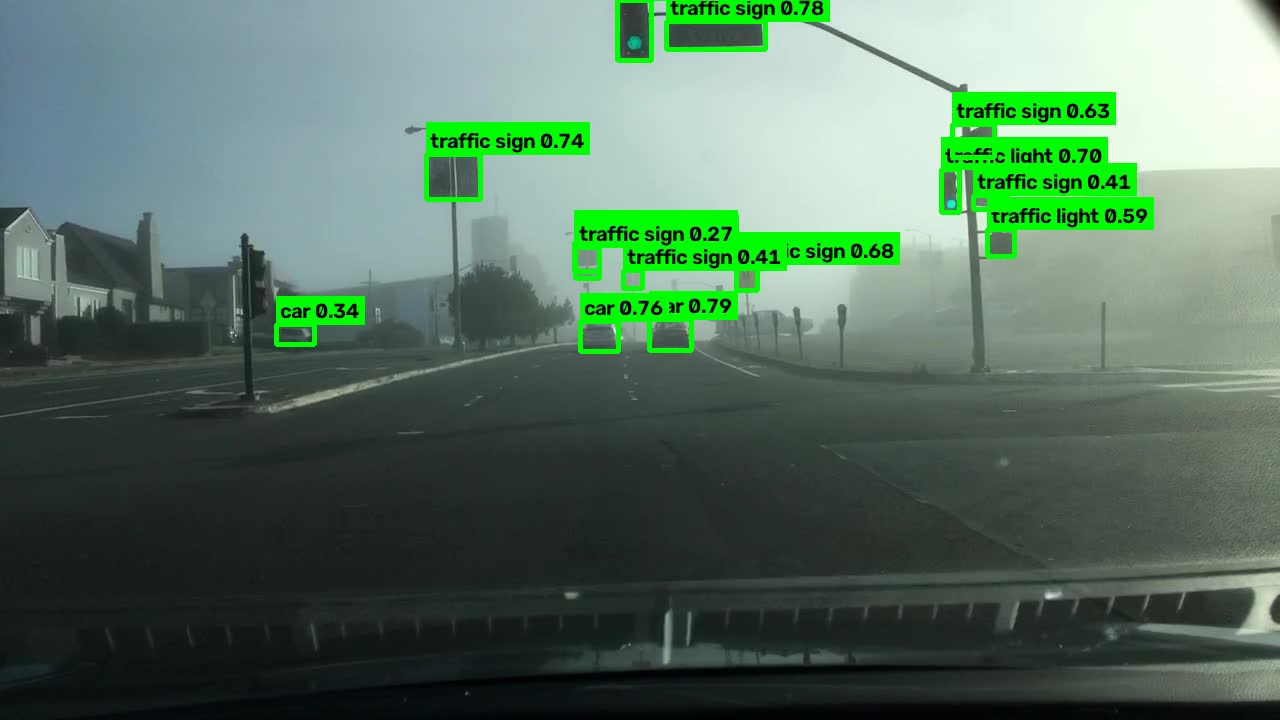 traffic sign 0.78
traffic sign 0.63
traffic sign 0.74
traffic light 0.70
traffic sign 0.41
traffic light 0.59
traffic sign 0.27
ic sign 0.68
traffic sign 0.41
car 0.76
ar 0.79
car 0.34